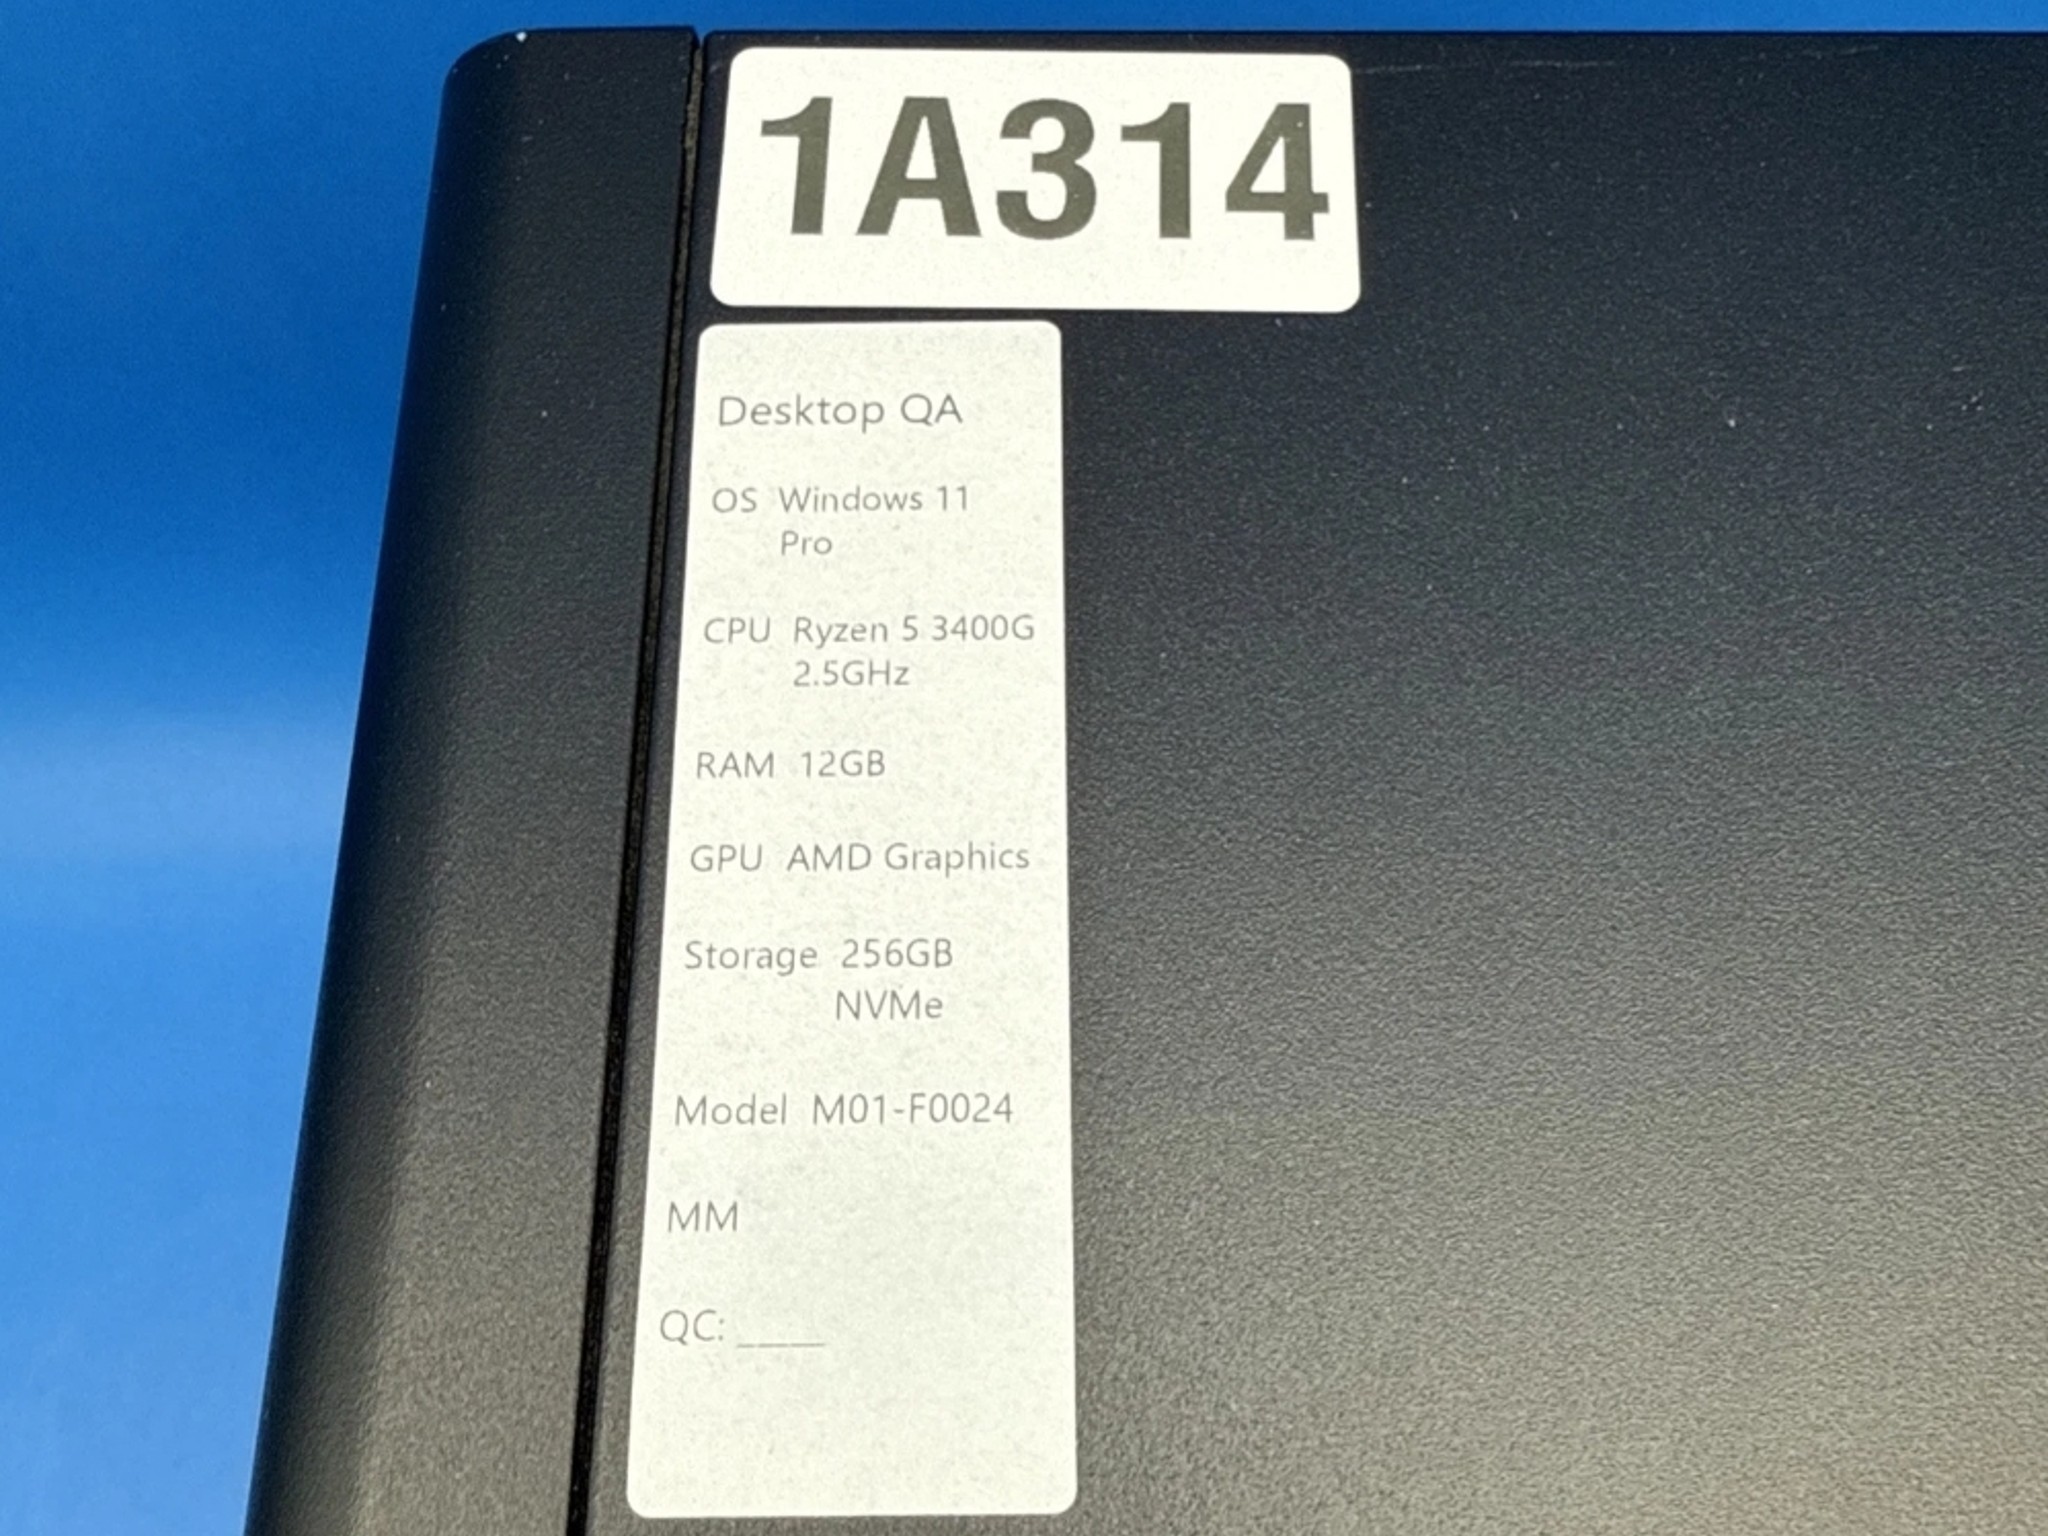 1A314
Desktop QA
OS Windows 11
Pro
CPU Ryzen 5 3400G
2.5GHz
RAM 12GB
GPU AMD Graphics
Storage 256GB
NVMe
Model M01-F0024
MM
QC: ____